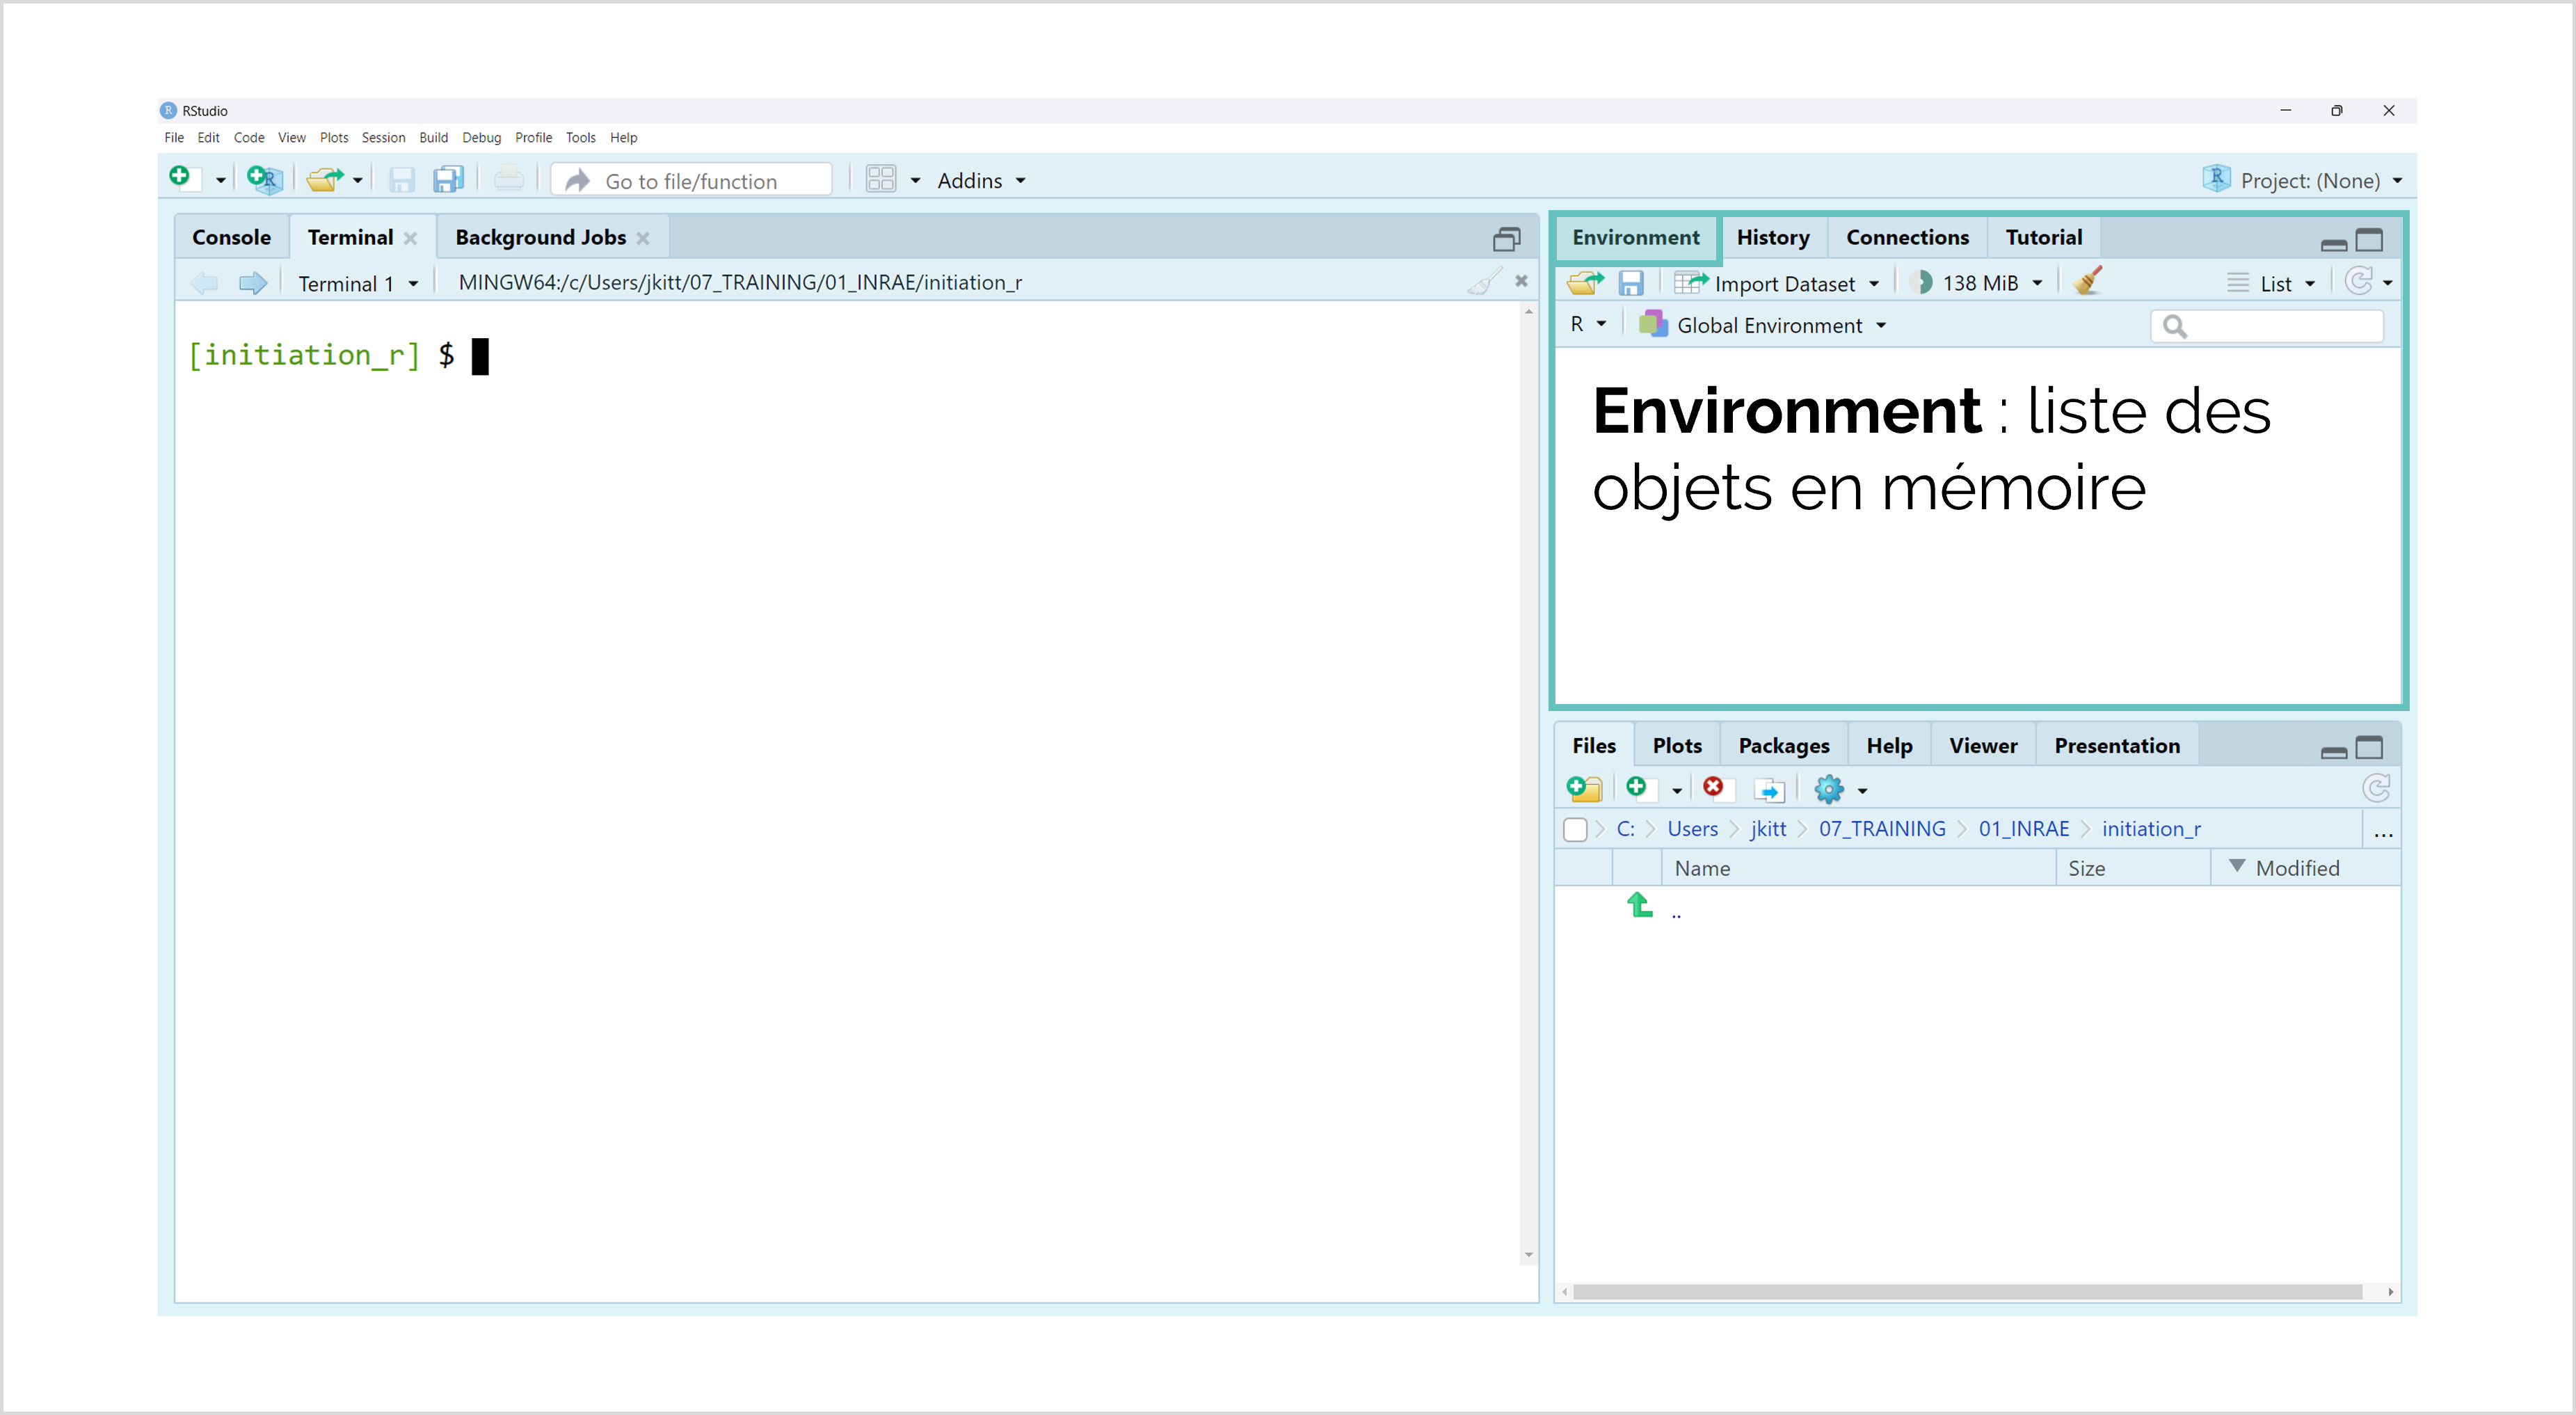 RStudio
File Edit Code View Plots Session Build Debug Profile Tools Help
Go to file/function Addins Project: (None)
Console Terminal Background Jobs
Terminal 1 MINGW64:/c/Users/jkitt/07_TRAINING/01_INRAE/initiation_r
[initiation_r] $
Environment History Connections Tutorial
Import Dataset 138 MiB List
R Global Environment
Environment : liste des
objets en mémoire
Files Plots Packages Help Viewer Presentation
C: Users jkitt 07_TRAINING 01_INRAE initiation_r ...
Name Size Modified
..